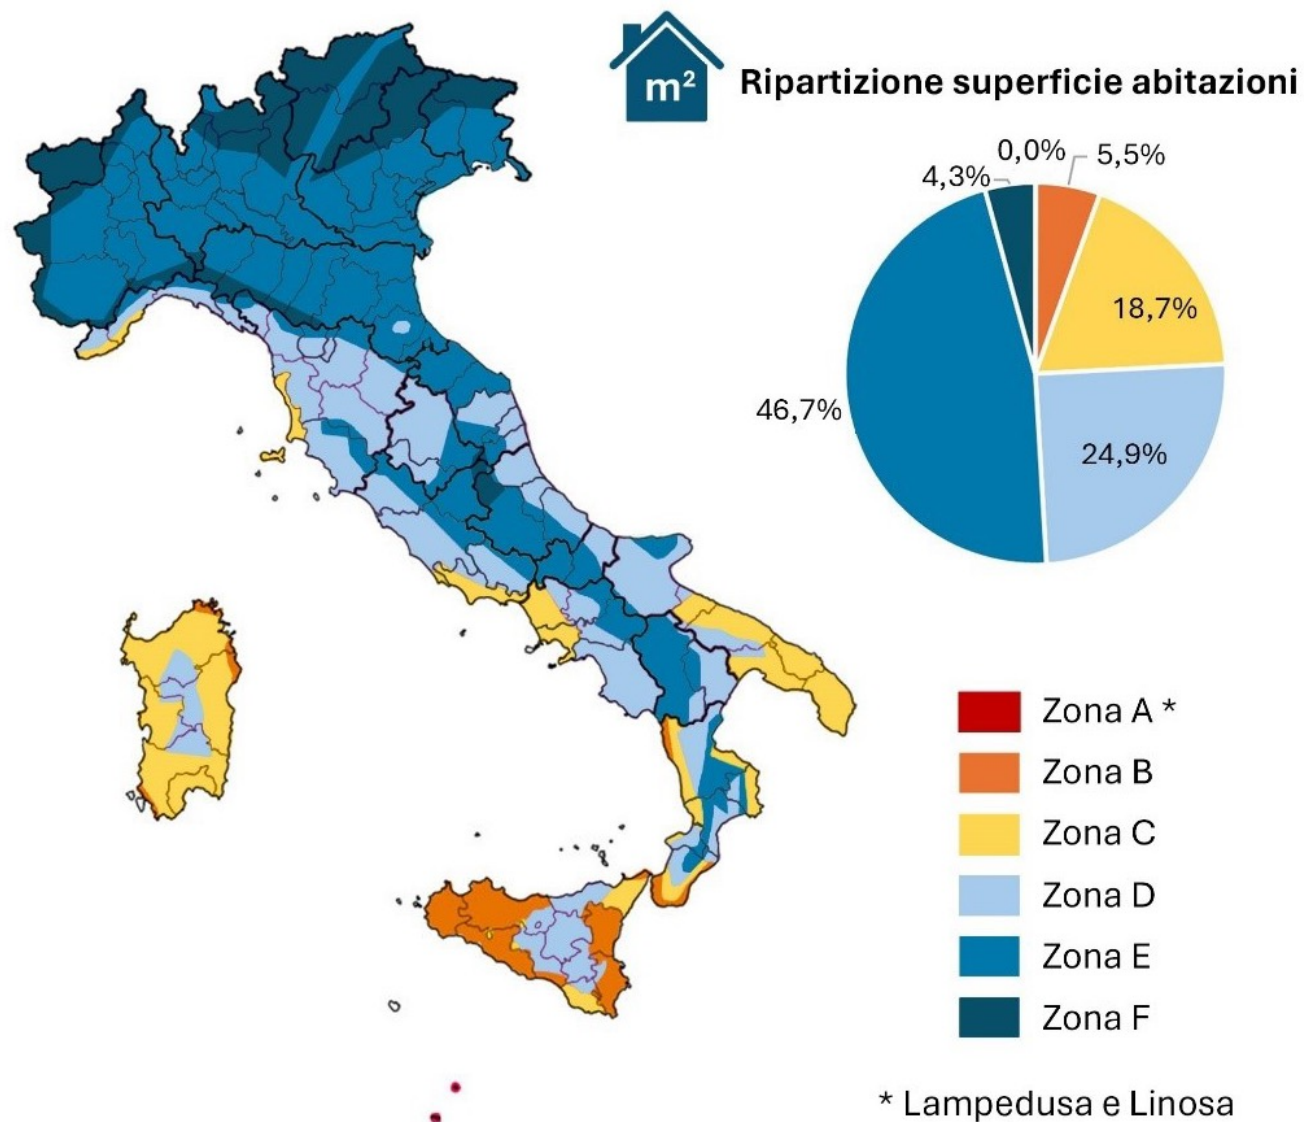 m²
Ripartizione superficie abitazioni
0,0%
5,5%
4,3%
18,7%
46,7%
24,9%
Zona A *
Zona B
Zona C
Zona D
Zona E
Zona F
* Lampedusa e Linosa